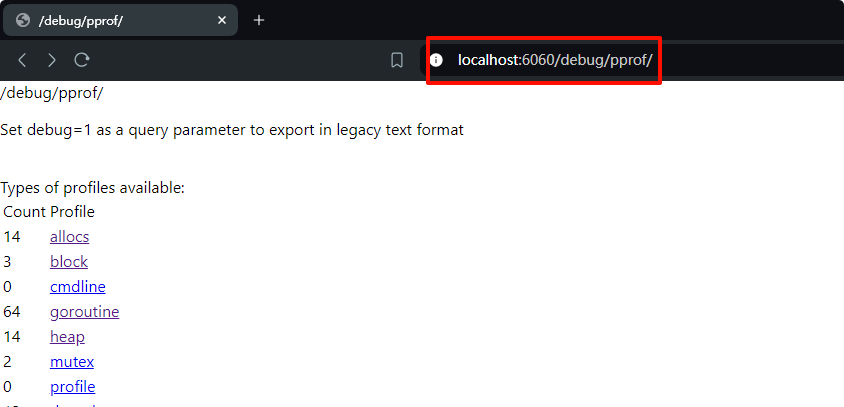 /debug/pprof/
localhost:6060/debug/pprof/
/debug/pprof/
Set debug=1 as a query parameter to export in legacy text format
Types of profiles available:
Count Profile
14 allocs
3 block
0 cmdline
64 goroutine
14 heap
2 mutex
0 profile